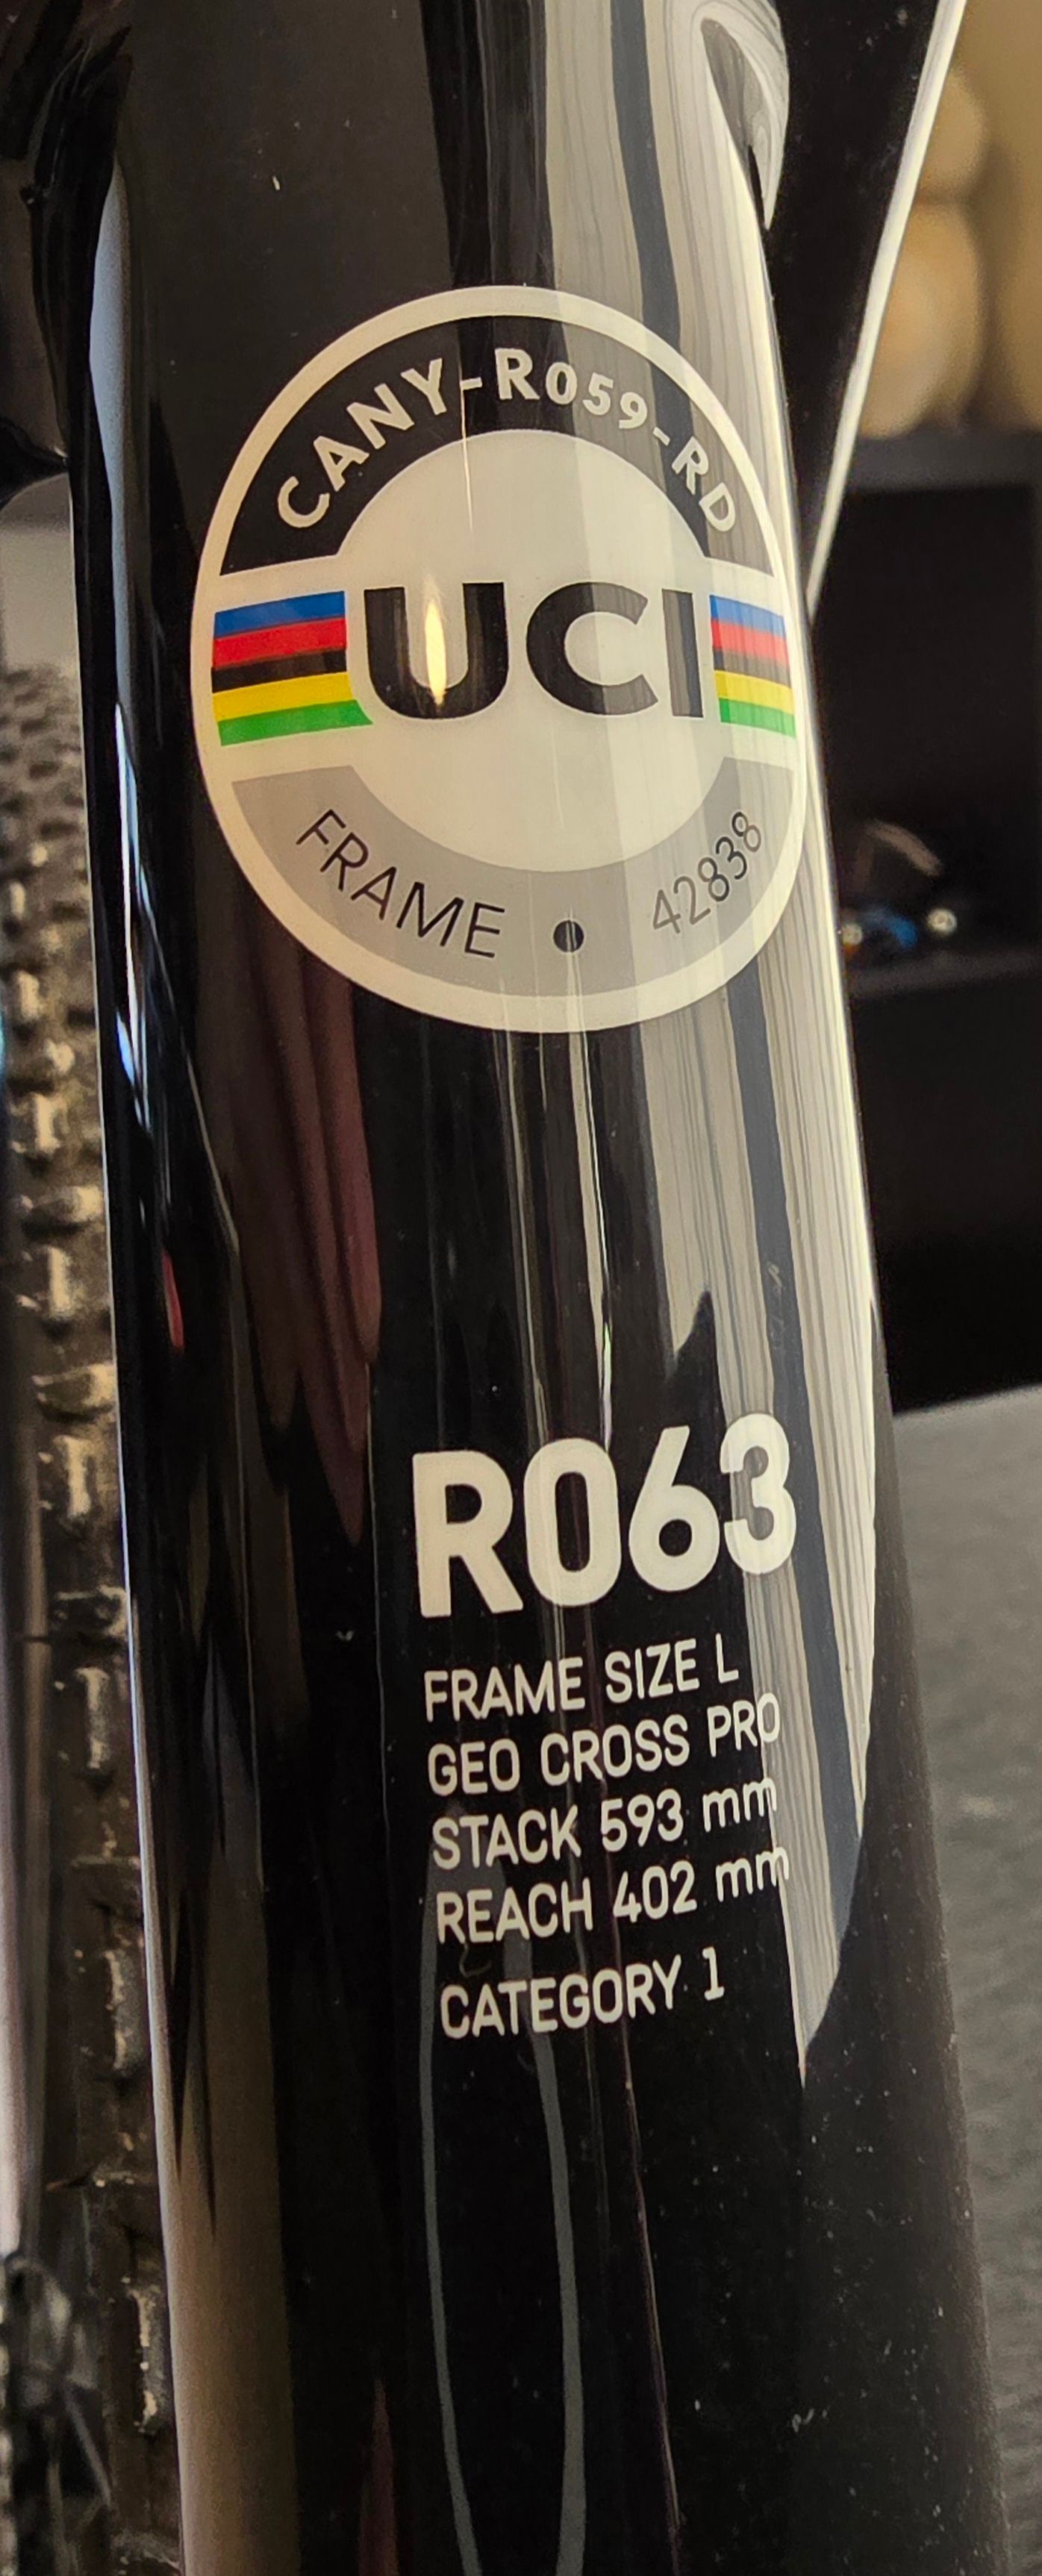 CANY-R059-RD
UCI
FRAME • 42838
R063
FRAME SIZE L
GEO CROSS PRO
STACK 593 mm
REACH 402 mm
CATEGORY 1